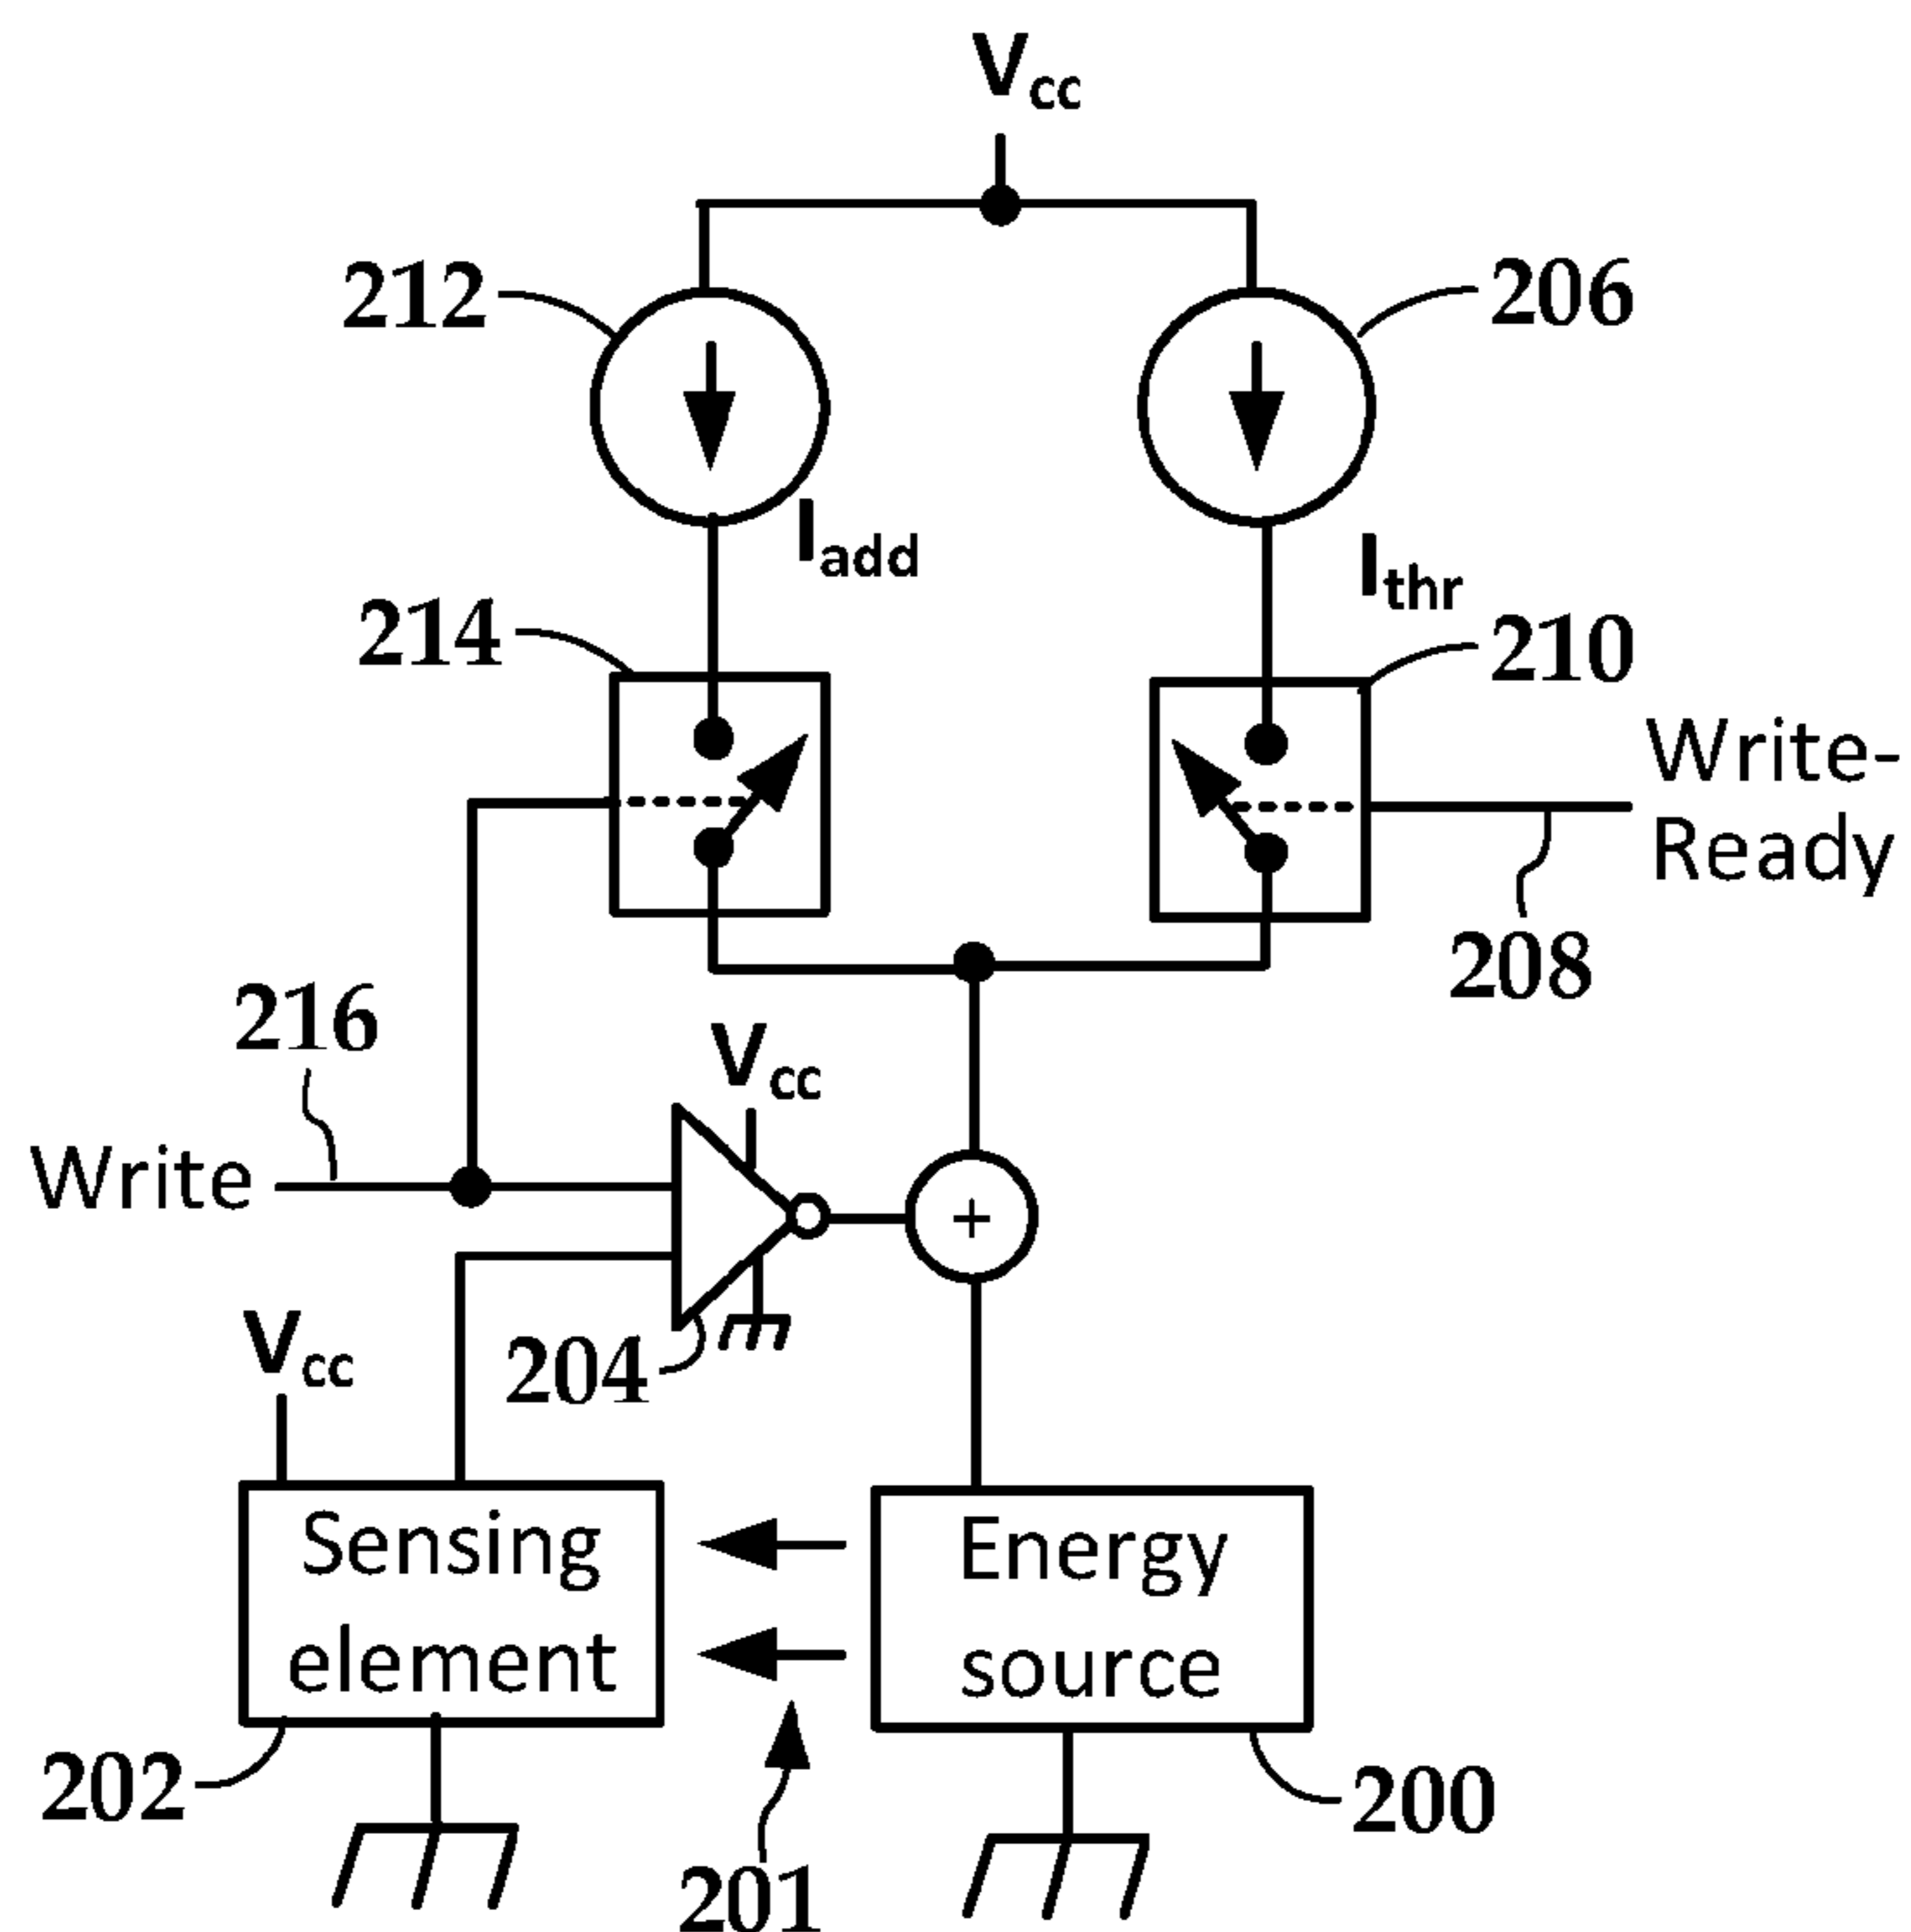 Vcc
212
206
Iadd
Ithr
214
210
Write-
Ready
208
216
Vcc
Write
+
Vcc
204
Sensing
element
Energy
source
202
200
201